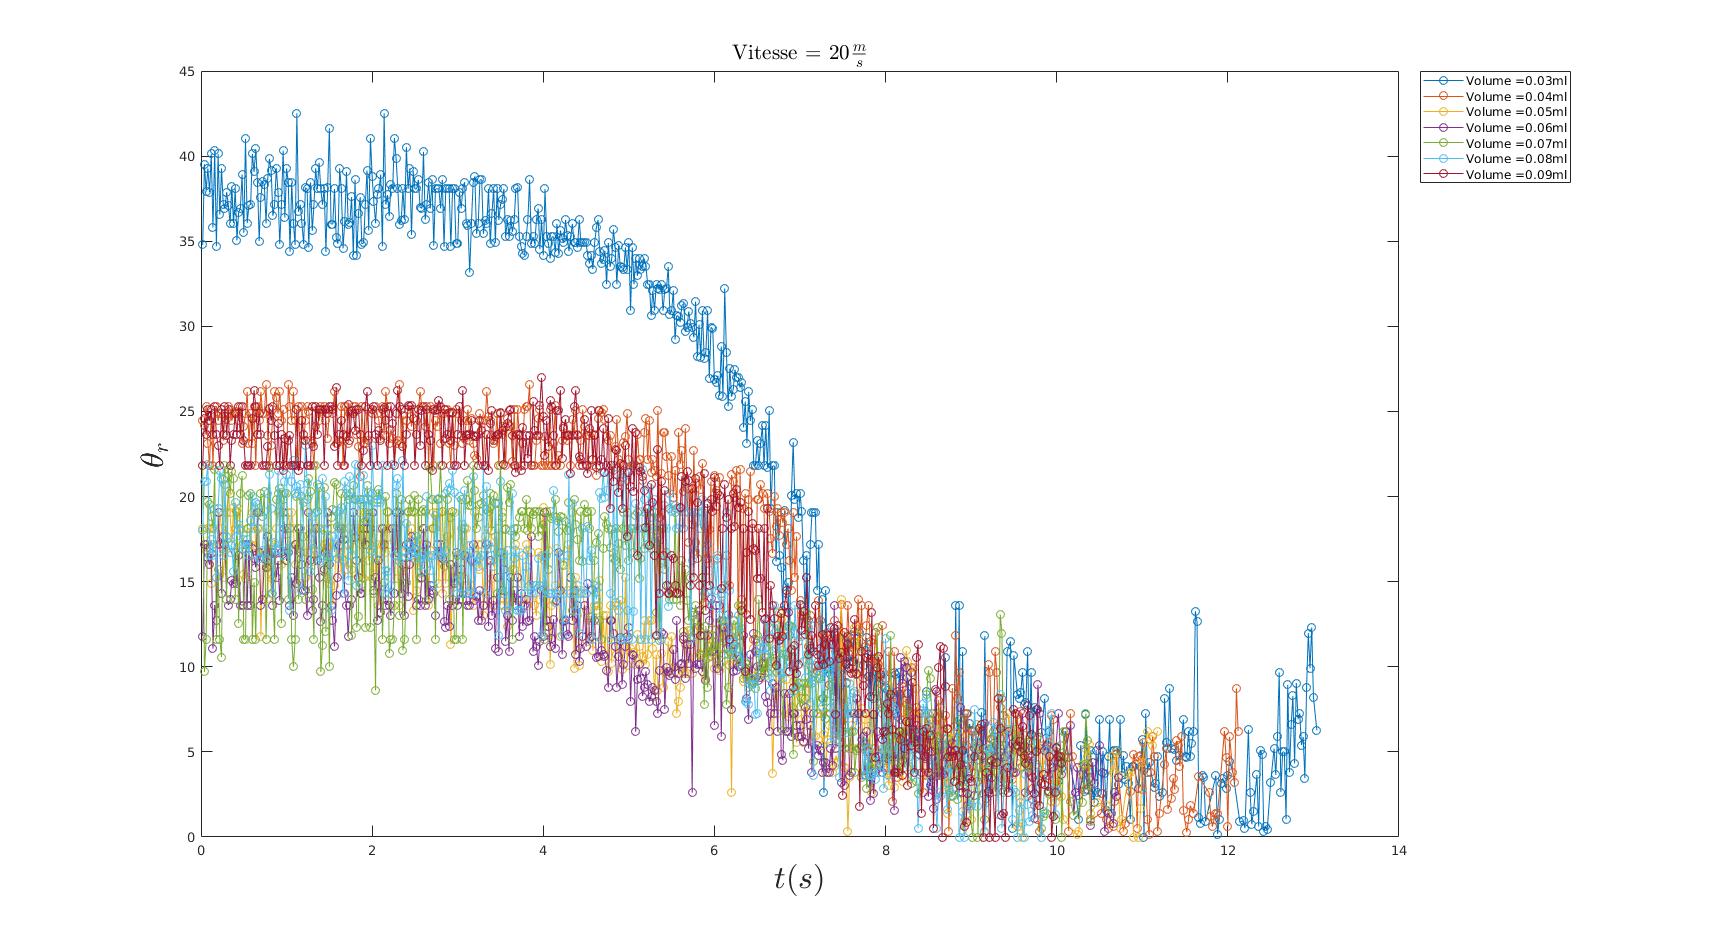 Vitesse = 20 m/s
45
40
35
30
25
20
15
10
5
0
θr
0 2 4 6 8 10 12 14
t(s)
Volume =0.03ml
Volume =0.04ml
Volume =0.05ml
Volume =0.06ml
Volume =0.07ml
Volume =0.08ml
Volume =0.09ml